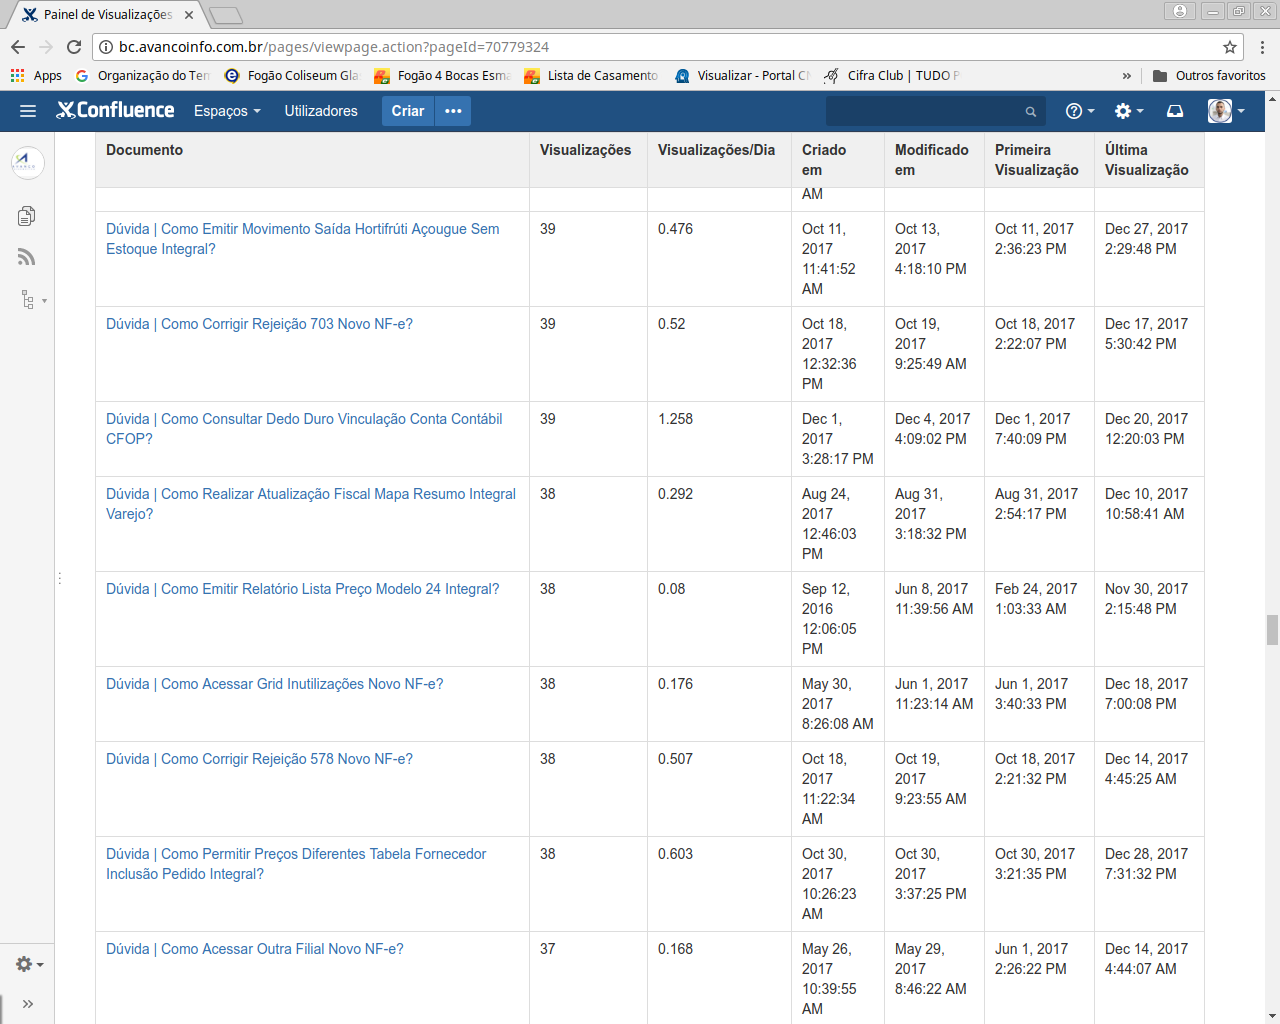 Painel de Visualizações
bc.avancoinfo.com.br/pages/viewpage.action?pageId=70779324
Apps
Organização do Ter
Fogão Coliseum Gla
Fogão 4 Bocas Esma
Lista de Casamento
Visualizar - Portal C
Cifra Club | TUDO P
»
Outros favoritos
Confluence
Espaços
Utilizadores
Criar
Documento
Visualizações
Visualizações/Dia
Criado
em
Modificado
em
Primeira
Visualização
Última
Visualização
AM
Dúvida | Como Emitir Movimento Saída Hortifrúti Açougue Sem
Estoque Integral?
39
0.476
Oct 11,
2017
11:41:52
AM
Oct 13,
2017
4:18:10 PM
Oct 11, 2017
2:36:23 PM
Dec 27, 2017
2:29:48 PM
Dúvida | Como Corrigir Rejeição 703 Novo NF-e?
39
0.52
Oct 18,
2017
12:32:36
PM
Oct 19,
2017
9:25:49 AM
Oct 18, 2017
2:22:07 PM
Dec 17, 2017
5:30:42 PM
Dúvida | Como Consultar Dedo Duro Vinculação Conta Contábil
CFOP?
39
1.258
Dec 1,
2017
3:28:17 PM
Dec 4, 2017
4:09:02 PM
Dec 1, 2017
7:40:09 PM
Dec 20, 2017
12:20:03 PM
Dúvida | Como Realizar Atualização Fiscal Mapa Resumo Integral
Varejo?
38
0.292
Aug 24,
2017
12:46:03
PM
Aug 31,
2017
3:18:32 PM
Aug 31, 2017
2:54:17 PM
Dec 10, 2017
10:58:41 AM
Dúvida | Como Emitir Relatório Lista Preço Modelo 24 Integral?
38
0.08
Sep 12,
2016
12:06:05
PM
Jun 8, 2017
11:39:56 AM
Feb 24, 2017
1:03:33 AM
Nov 30, 2017
2:15:48 PM
Dúvida | Como Acessar Grid Inutilizações Novo NF-e?
38
0.176
May 30,
2017
8:26:08 AM
Jun 1, 2017
11:23:14 AM
Jun 1, 2017
3:40:33 PM
Dec 18, 2017
7:00:08 PM
Dúvida | Como Corrigir Rejeição 578 Novo NF-e?
38
0.507
Oct 18,
2017
11:22:34
AM
Oct 19,
2017
9:23:55 AM
Oct 18, 2017
2:21:32 PM
Dec 14, 2017
4:45:25 AM
Dúvida | Como Permitir Preços Diferentes Tabela Fornecedor
Inclusão Pedido Integral?
38
0.603
Oct 30,
2017
10:26:23
AM
Oct 30,
2017
3:37:25 PM
Oct 30, 2017
3:21:35 PM
Dec 28, 2017
7:31:32 PM
Dúvida | Como Acessar Outra Filial Novo NF-e?
37
0.168
May 26,
2017
10:39:55
AM
May 29,
2017
8:46:22 AM
Jun 1, 2017
2:26:22 PM
Dec 14, 2017
4:44:07 AM